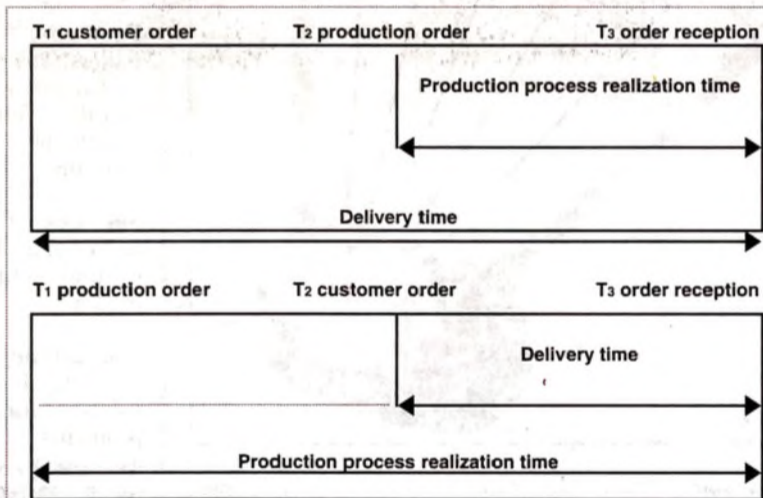 T1 customer order T2 production order T3 order reception
Production process realization time
Delivery time
T1 production order T2 customer order T3 order reception
Delivery time
Production process realization time